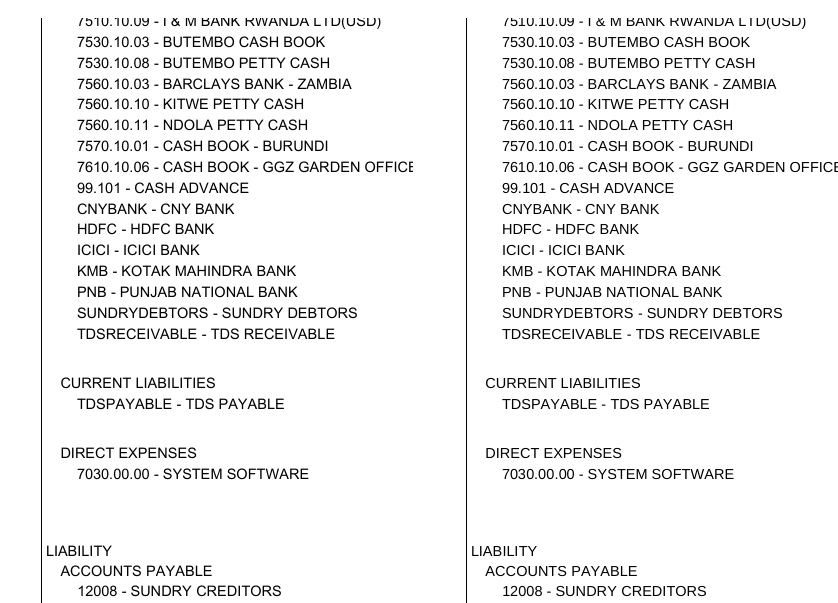 7510.10.09 - I & M BANK RWANDA LTD(USD)
7530.10.03 - BUTEMBO CASH BOOK
7530.10.08 - BUTEMBO PETTY CASH
7560.10.03 - BARCLAYS BANK - ZAMBIA
7560.10.10 - KITWE PETTY CASH
7560.10.11 - NDOLA PETTY CASH
7570.10.01 - CASH BOOK - BURUNDI
7610.10.06 - CASH BOOK - GGZ GARDEN OFFICE
99.101 - CASH ADVANCE
CNYBANK - CNY BANK
HDFC - HDFC BANK
ICICI - ICICI BANK
KMB - KOTAK MAHINDRA BANK
PNB - PUNJAB NATIONAL BANK
SUNDRYDEBTORS - SUNDRY DEBTORS
TDSRECEIVABLE - TDS RECEIVABLE
CURRENT LIABILITIES
TDSPAYABLE - TDS PAYABLE
DIRECT EXPENSES
7030.00.00 - SYSTEM SOFTWARE
LIABILITY
ACCOUNTS PAYABLE
12008 - SUNDRY CREDITORS
7510.10.09 - I & M BANK RWANDA LTD(USD)
7530.10.03 - BUTEMBO CASH BOOK
7530.10.08 - BUTEMBO PETTY CASH
7560.10.03 - BARCLAYS BANK - ZAMBIA
7560.10.10 - KITWE PETTY CASH
7560.10.11 - NDOLA PETTY CASH
7570.10.01 - CASH BOOK - BURUNDI
7610.10.06 - CASH BOOK - GGZ GARDEN OFFICE
99.101 - CASH ADVANCE
CNYBANK - CNY BANK
HDFC - HDFC BANK
ICICI - ICICI BANK
KMB - KOTAK MAHINDRA BANK
PNB - PUNJAB NATIONAL BANK
SUNDRYDEBTORS - SUNDRY DEBTORS
TDSRECEIVABLE - TDS RECEIVABLE
CURRENT LIABILITIES
TDSPAYABLE - TDS PAYABLE
DIRECT EXPENSES
7030.00.00 - SYSTEM SOFTWARE
LIABILITY
ACCOUNTS PAYABLE
12008 - SUNDRY CREDITORS